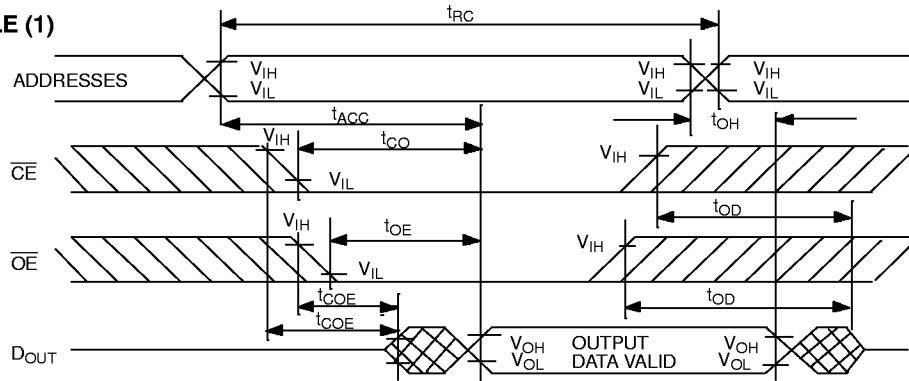 LE (1)
tRC
ADDRESSES
VIH
VIL
VIH
VIL
VIH
VIL
tACC
tOH
VIH
tCO
VIH
CE
VIL
tOD
VIH
tOE
VIH
OE
VIL
tCOE
tOD
tCOE
DOUT
VOH
VOL
OUTPUT
DATA VALID
VOH
VOL